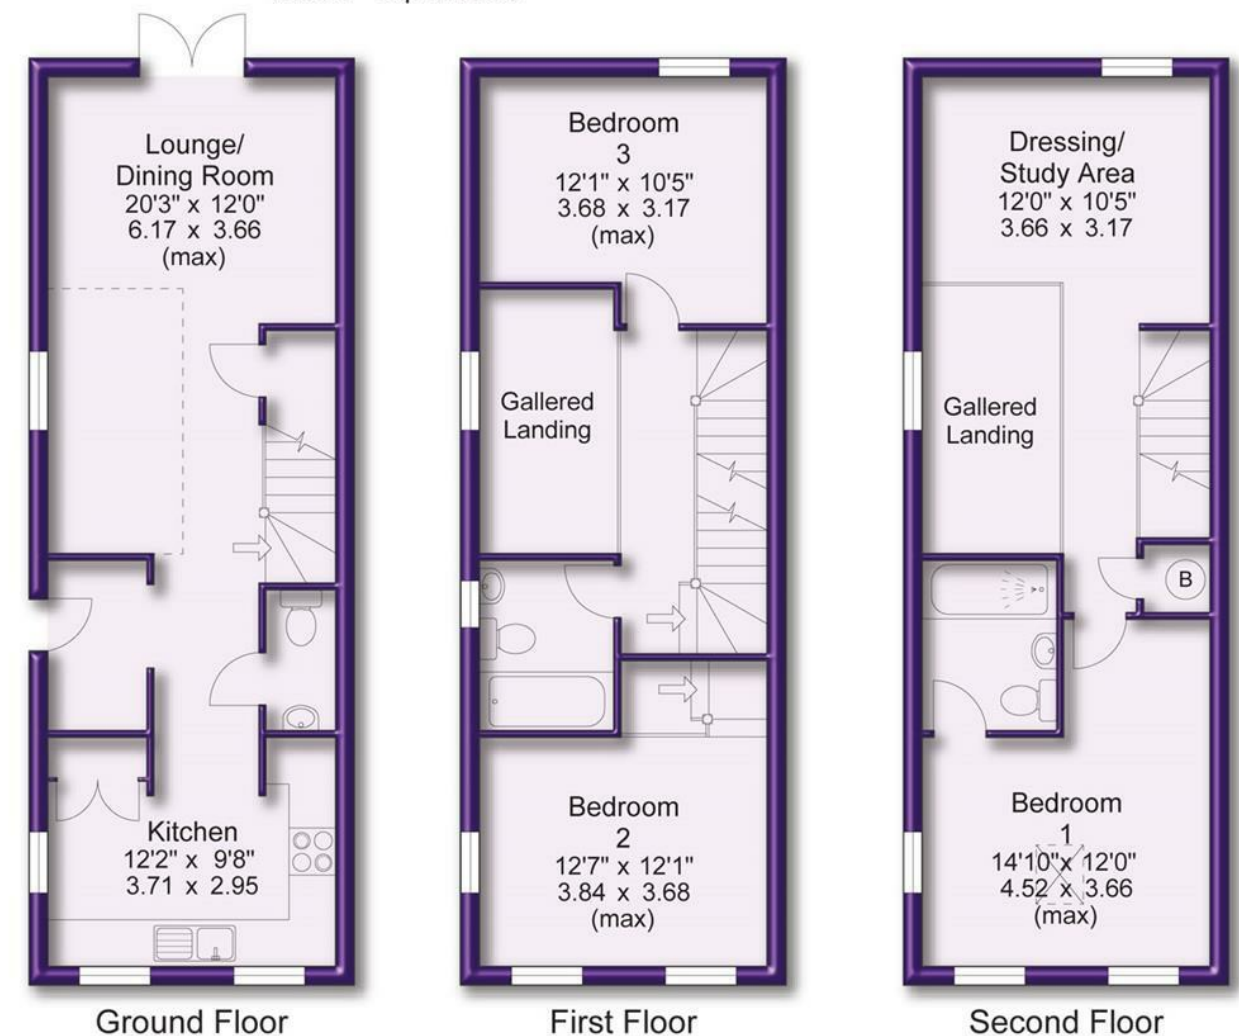 Lounge/
Dining Room
20'3" x 12'0"
6.17 x 3.66
(max)
Kitchen
12'2" x 9'8"
3.71 x 2.95
Ground Floor
Bedroom
3
12'1" x 10'5"
3.68 x 3.17
(max)
Gallered
Landing
Bedroom
2
12'7" x 12'1"
3.84 x 3.68
(max)
First Floor
Dressing/
Study Area
12'0" x 10'5"
3.66 x 3.17
Gallered
Landing
B
Bedroom
1
14'10"x 12'0"
4.52 x 3.66
(max)
Second Floor